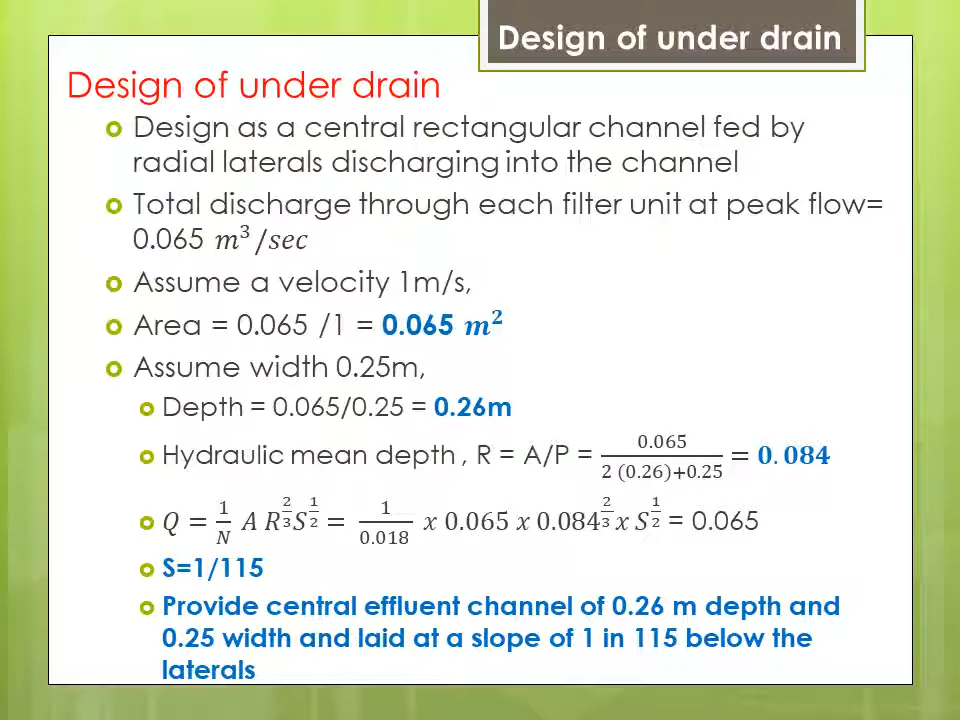 Design of under drain
Design of under drain
Design as a central rectangular channel fed by
radial laterals discharging into the channel
Total discharge through each filter unit at peak flow=
0.065 𝑚³/𝑠𝑒𝑐
Assume a velocity 1m/s,
Area = 0.065 /1 = 0.065 𝒎²
Assume width 0.25m,
Depth = 0.065/0.25 = 0.26m
Hydraulic mean depth , R = A/P = 0.065 / 2 (0.26)+0.25 = 0.084
𝑄 = 1/𝑁 𝐴 𝑅^2/3 𝑆^1/2 = 1/0.018 𝑥 0.065 𝑥 0.084^2/3 𝑥 𝑆^1/2 = 0.065
S=1/115
Provide central effluent channel of 0.26 m depth and
0.25 width and laid at a slope of 1 in 115 below the
laterals